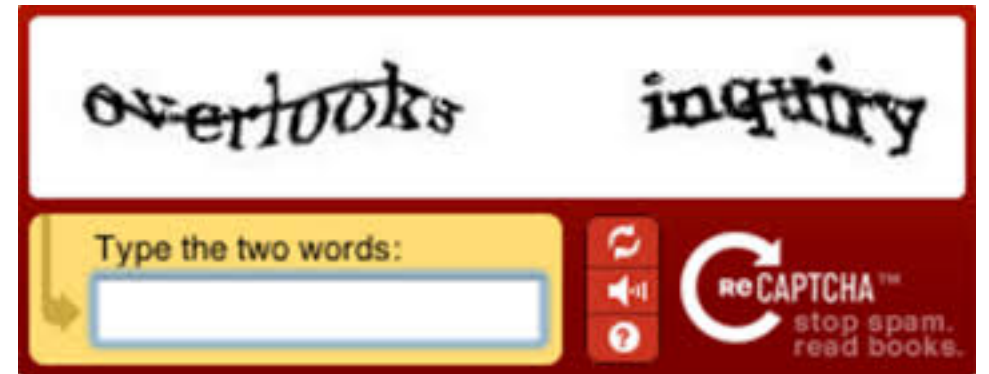 overlooks inquiry
Type the two words:
reCAPTCHA™
stop spam.
read books.